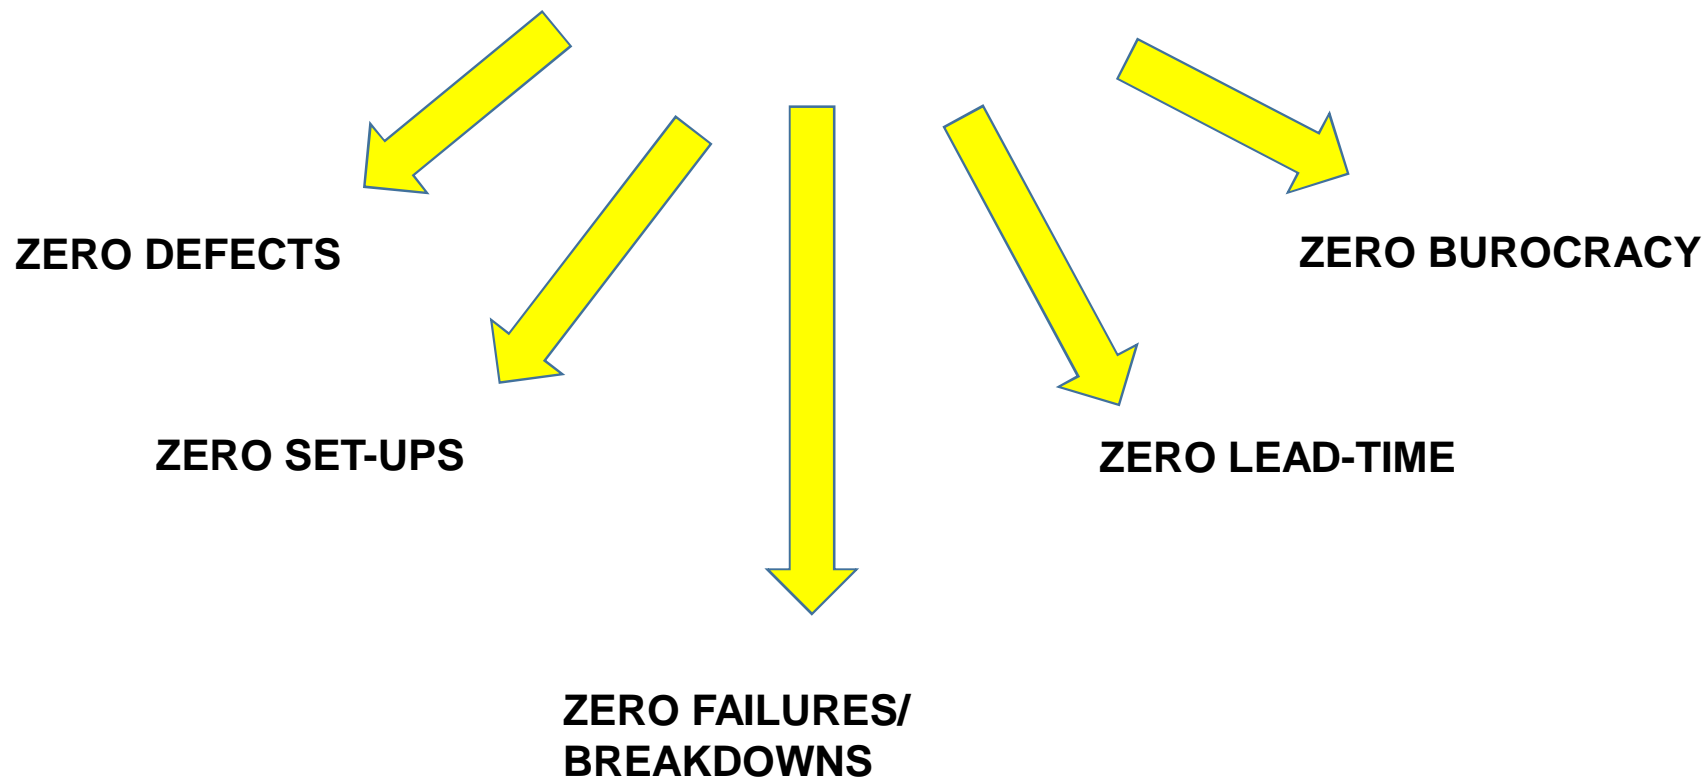 ZERO DEFECTS
ZERO BUROCRACY
ZERO SET-UPS
ZERO LEAD-TIME
ZERO FAILURES/
BREAKDOWNS